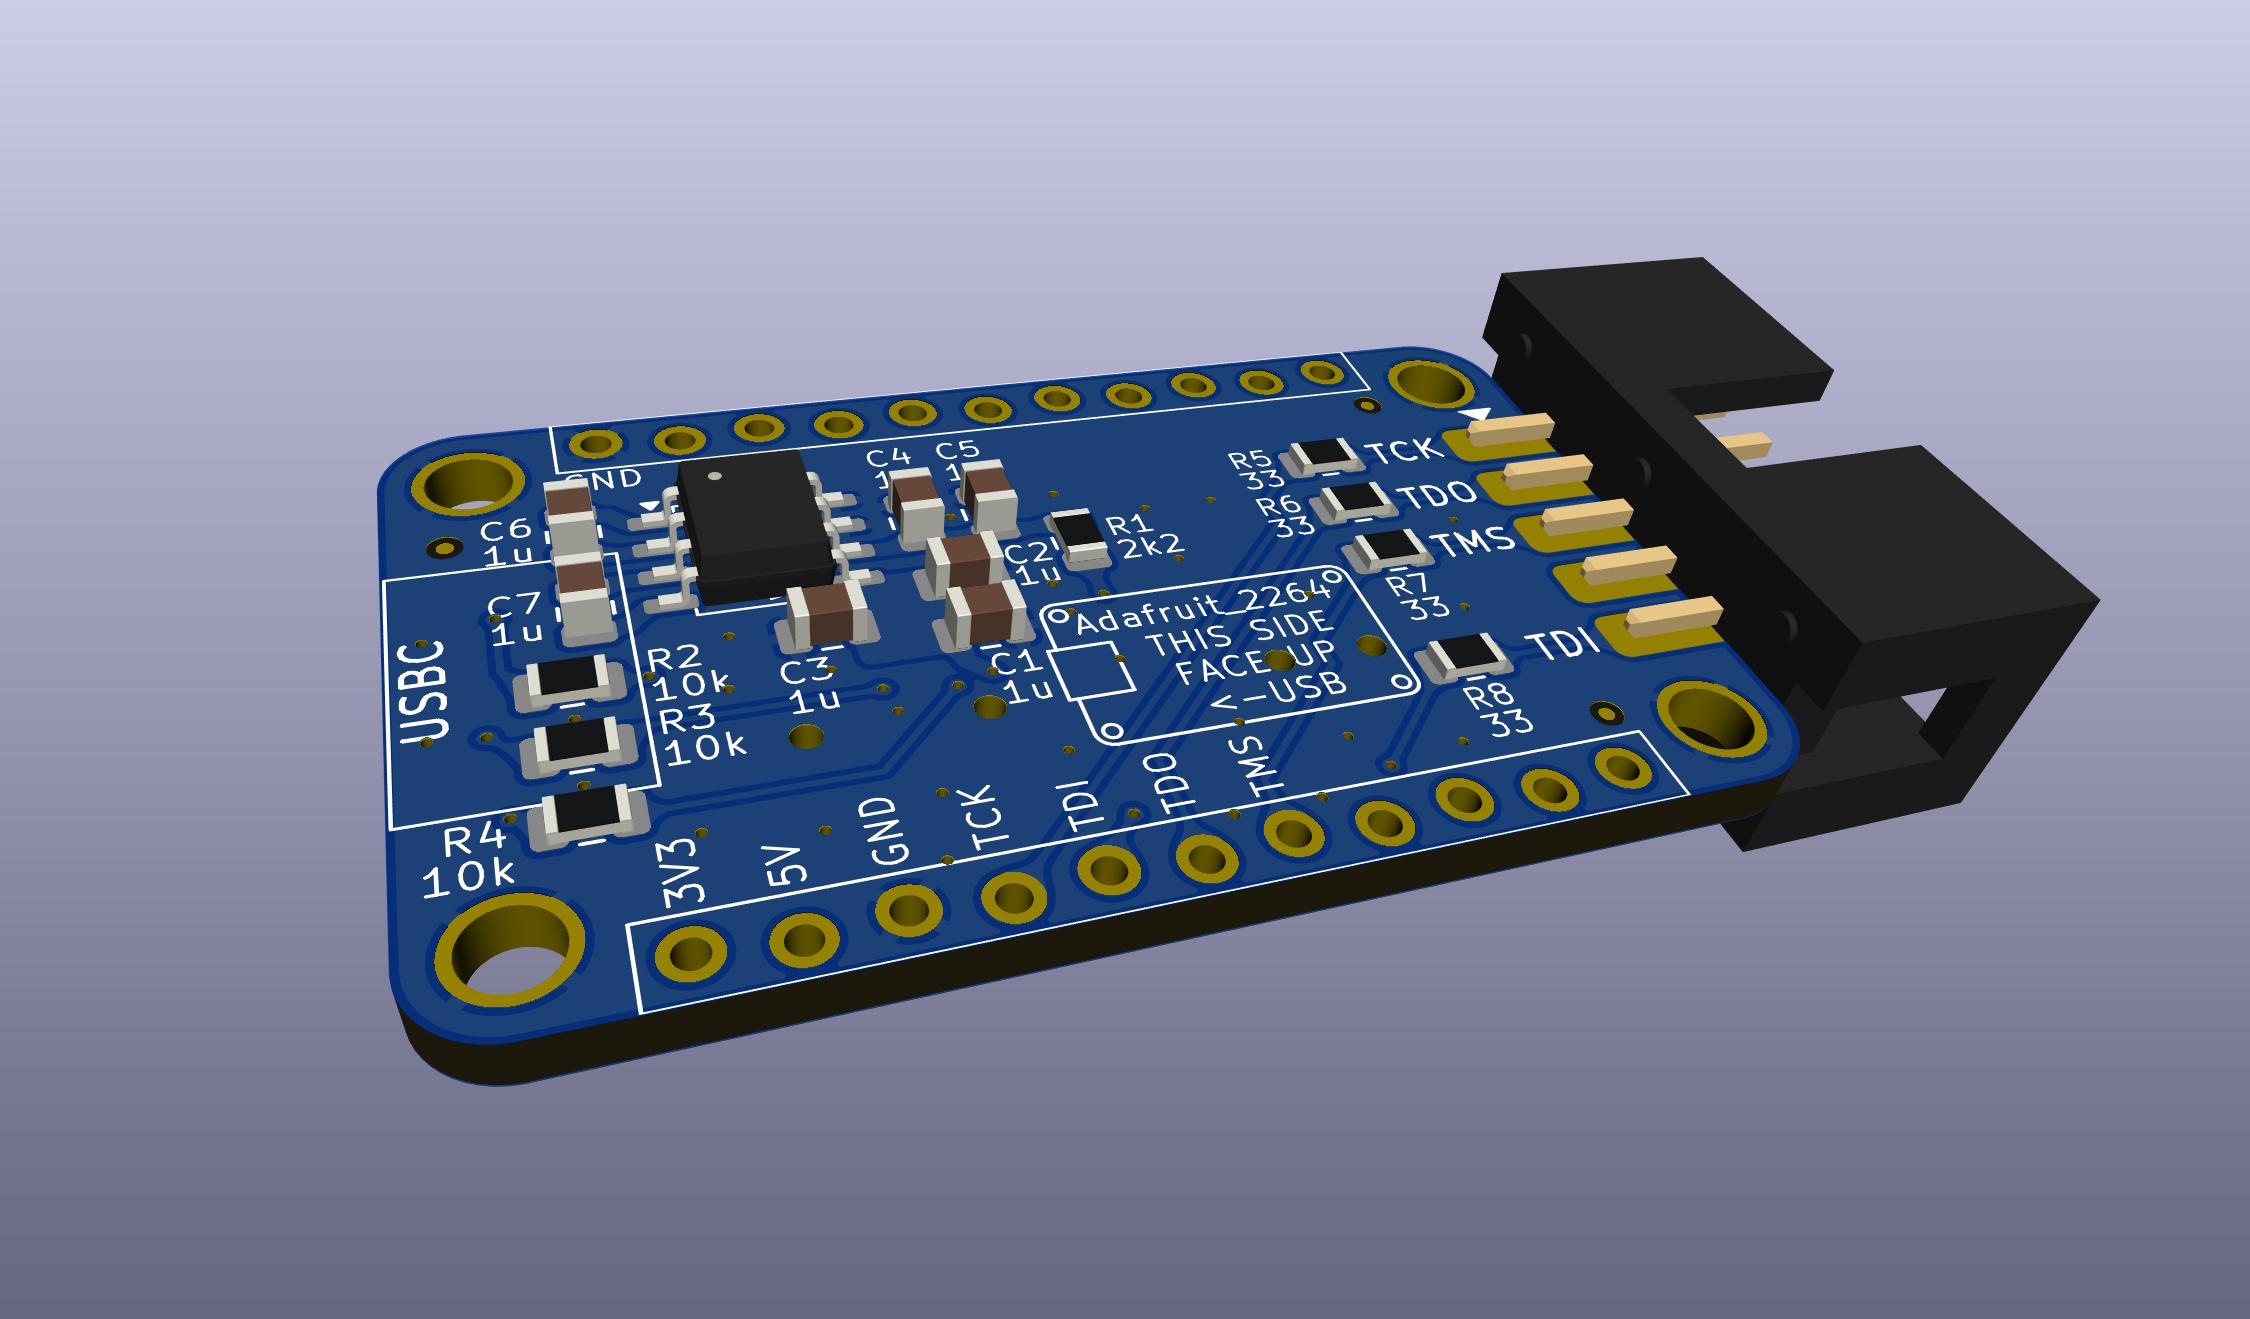 GND
C6
1u
C7
1u
USBC
R2
10k
R3
10k
R4
10k
C4
C5
C3
1u
C2
1u
C1
1u
R1
2k2
R5
33
TCK
R6
33
TDO
R7
33
TMS
R8
33
TDI
Adafruit_2264
THIS SIDE
FACE UP
<-USB
3V3
5V
GND
TCK
TDI
TDO
TMS